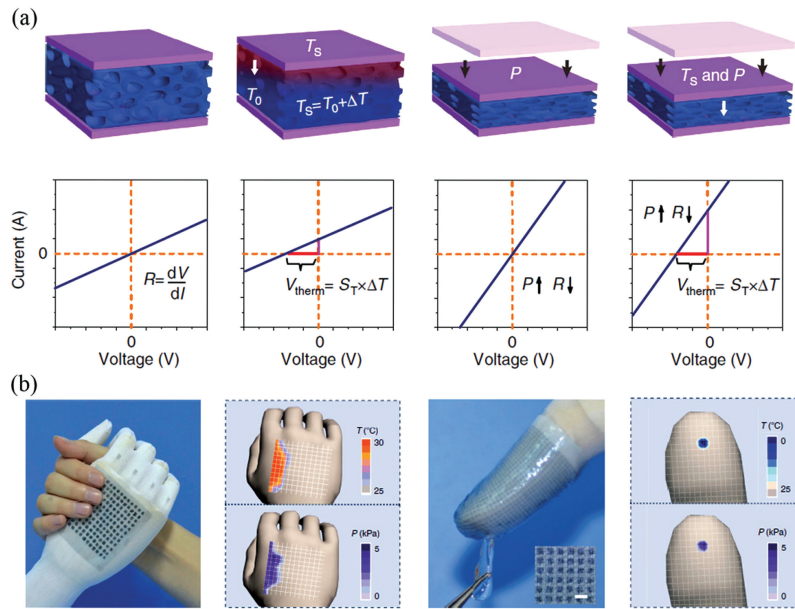 (a)
T_S
T_0
T_S=T_0+ΔT
P
T_S and P
Current (A)
0
R=dV/dI
0
Voltage (V)
V_therm= S_T×ΔT
0
Voltage (V)
P↑ R↓
0
Voltage (V)
P↑ R↓
V_therm= S_T×ΔT
0
Voltage (V)
(b)
T (°C)
30
25
P (kPa)
5
0
T (°C)
0
25
P (kPa)
5
0